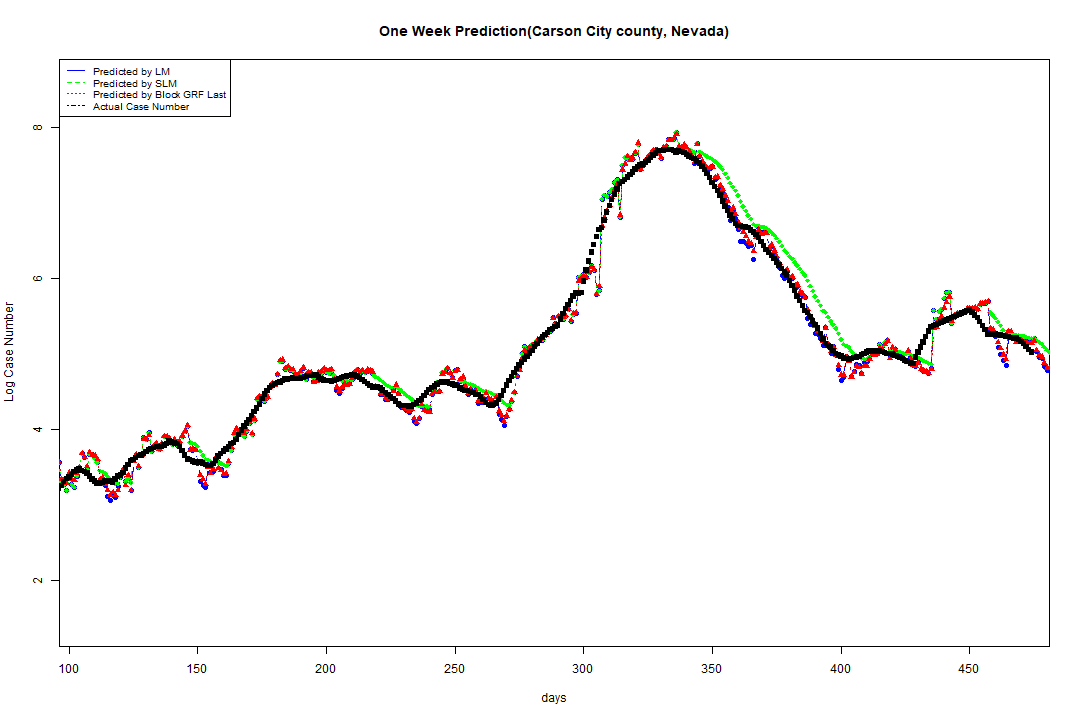 One Week Prediction(Carson City county, Nevada)
Predicted by LM
Predicted by SLM
Predicted by Block GRF Last
Actual Case Number
Log Case Number
8
6
4
2
100 150 200 250 300 350 400 450
days